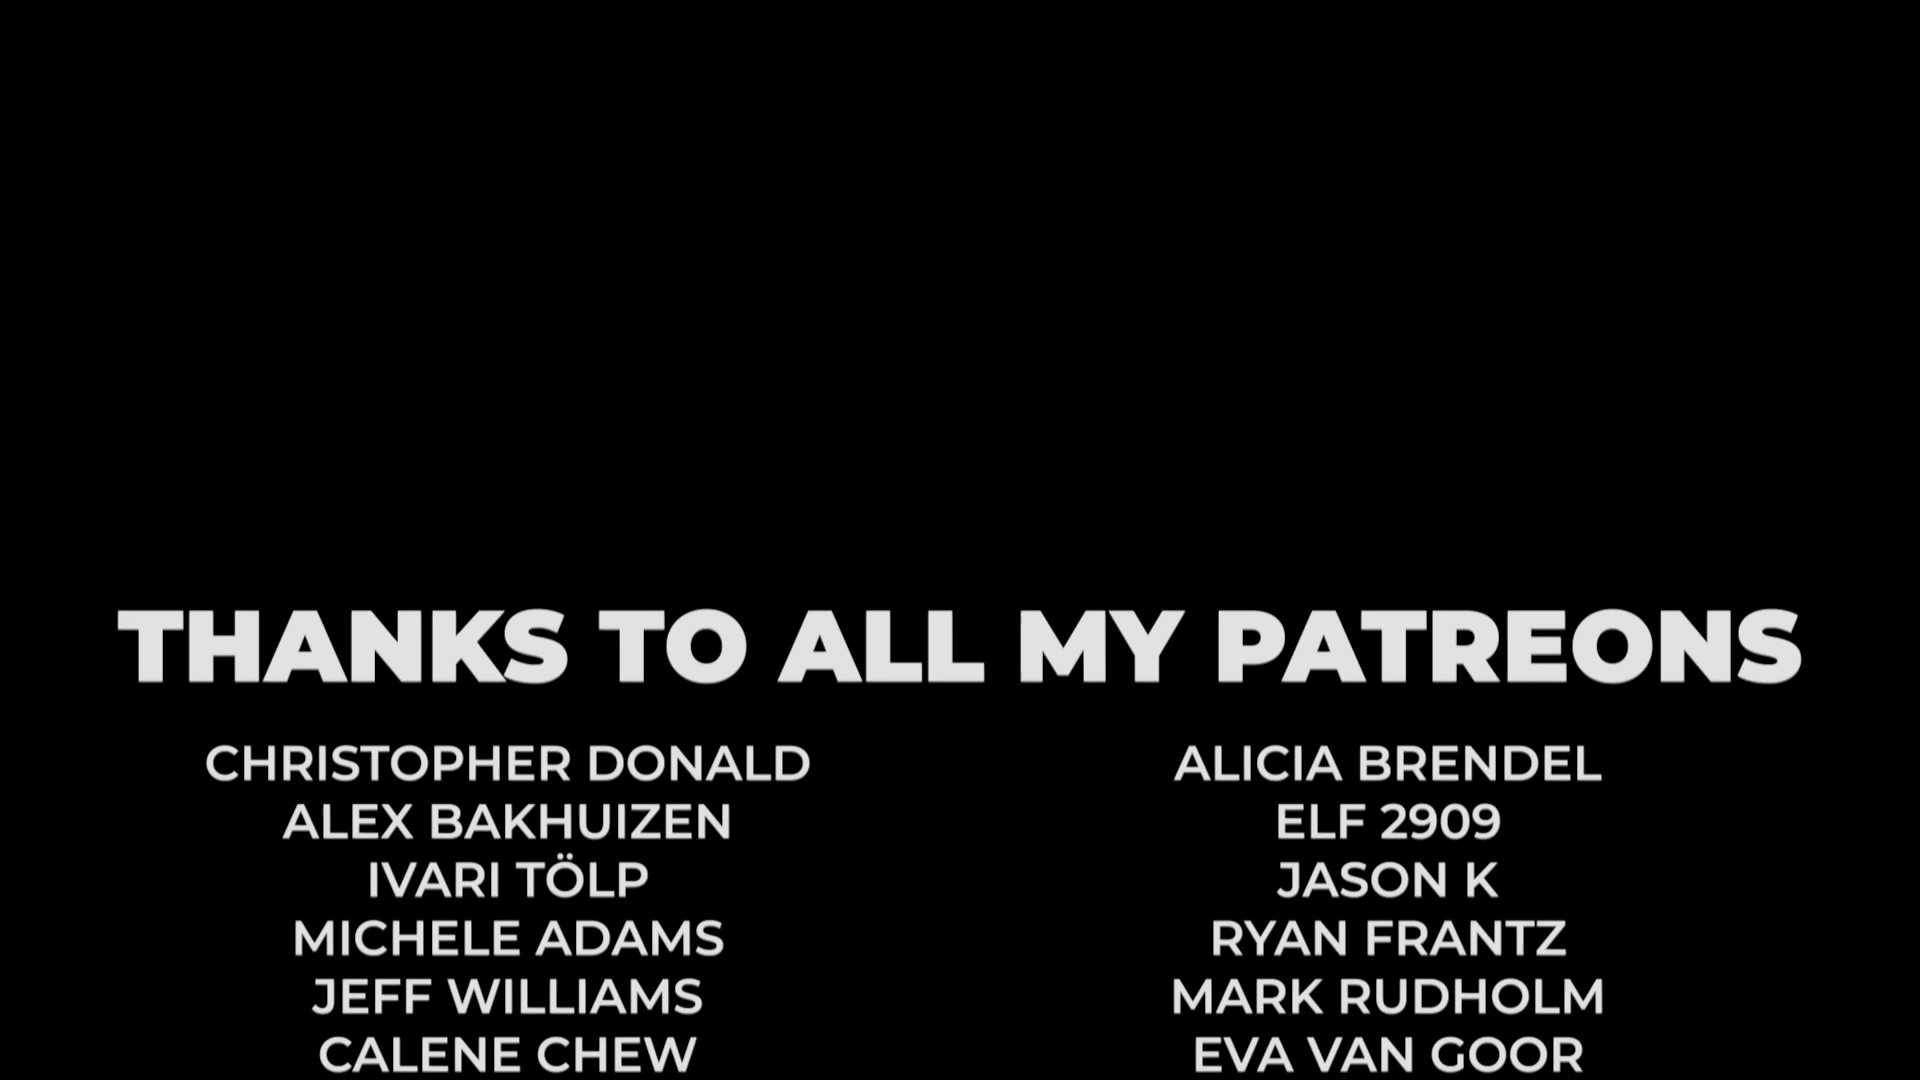 THANKS TO ALL MY PATREONS
CHRISTOPHER DONALD
ALEX BAKHUIZEN
IVARI TÖLP
MICHELE ADAMS
JEFF WILLIAMS
CALENE CHEW
ALICIA BRENDEL
ELF 2909
JASON K
RYAN FRANTZ
MARK RUDHOLM
EVA VAN GOOR